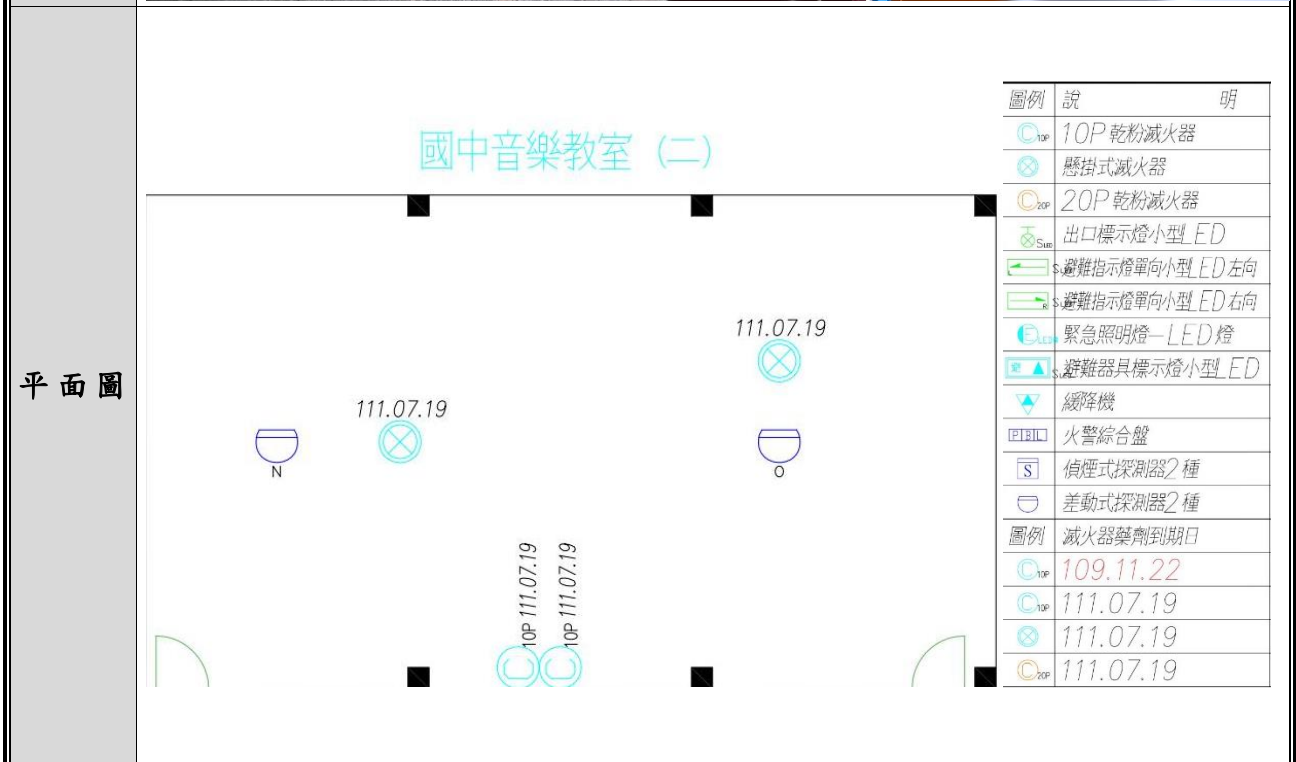 平面圖
國中音樂教室 (二)
111.07.19
111.07.19
N
O
10P 111.07.19
10P 111.07.19
圖例 說 明
C10P 10P乾粉滅火器
懸掛式滅火器
C20P 20P乾粉滅火器
SLED 出口標示燈小型LED
L 避難指示燈單向小型LED左向
R 避難指示燈單向小型LED右向
E 緊急照明燈—LED燈
避難器具標示燈小型LED
緩降機
PBL 火警綜合盤
S 偵煙式探測器2種
差動式探測器2種
圖例 滅火器藥劑到期日
C10P 109.11.22
C10P 111.07.19
111.07.19
C20P 111.07.19